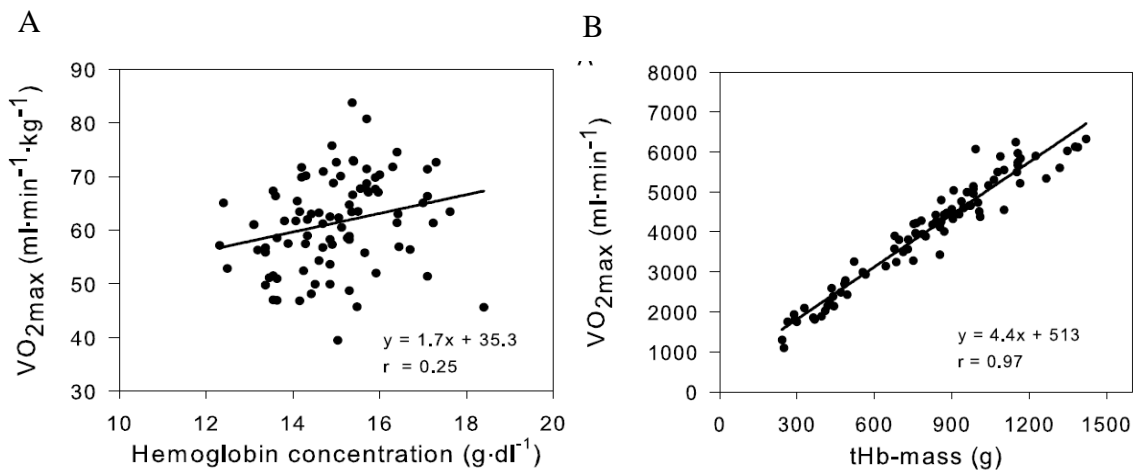 A
VO2max (ml·min⁻¹·kg⁻¹)
90
80
70
60
50
40
30
y = 1.7x + 35.3
r = 0.25
10
12
14
16
18
20
Hemoglobin concentration (g·dl⁻¹)
B
VO2max (ml·min⁻¹)
8000
7000
6000
5000
4000
3000
2000
1000
0
y = 4.4x + 513
r = 0.97
0
300
600
900
1200
1500
tHb-mass (g)